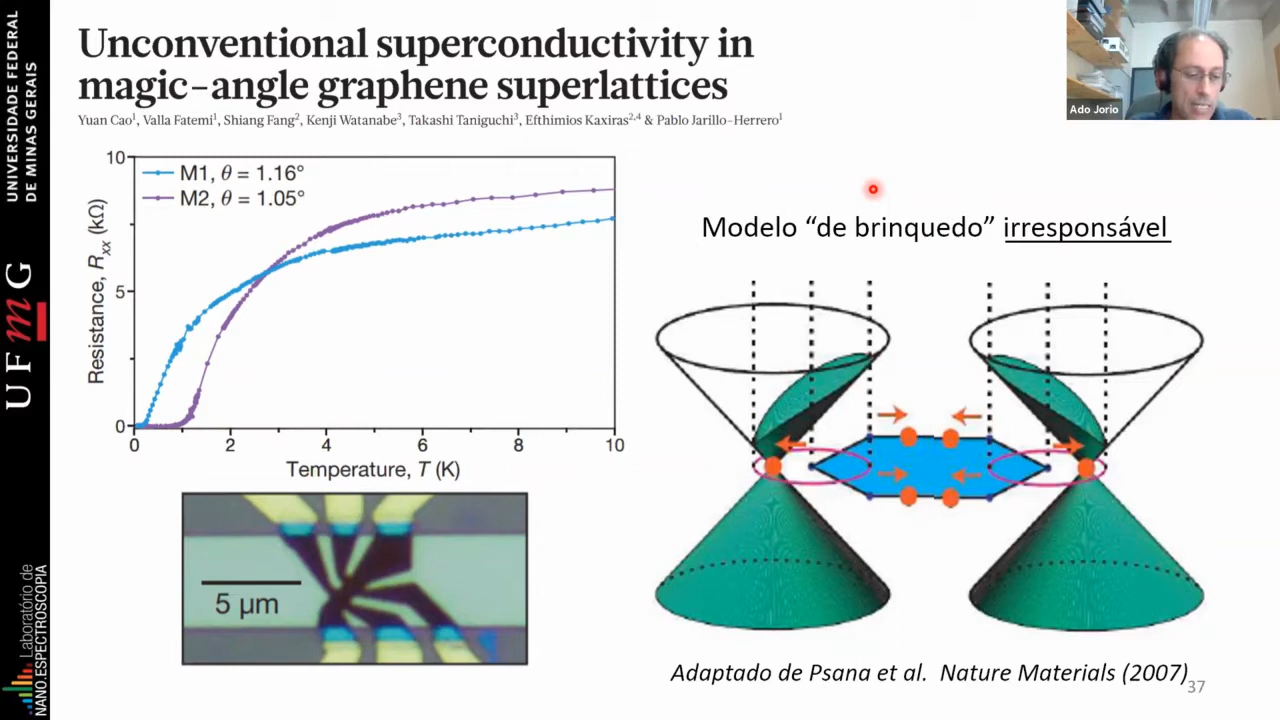 UNIVERSIDADE FEDERAL
DE MINAS GERAIS
UFmG
Laboratório de
NANO.ESPECTROSCOPIA
Unconventional superconductivity in
magic-angle graphene superlattices
Yuan Cao1, Valla Fatemi1, Shiang Fang2, Kenji Watanabe3, Takashi Taniguchi3, Efthimios Kaxiras2,4 & Pablo Jarillo-Herrero1
Ado Jorio
M1, θ = 1.16°
M2, θ = 1.05°
10
5
0
Resistance, Rxx (kΩ)
0 2 4 6 8 10
Temperature, T (K)
5 μm
Modelo “de brinquedo” irresponsável
Adaptado de Psana et al. Nature Materials (2007)
37